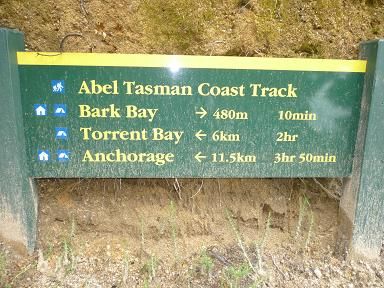 Abel Tasman Coast Track
Bark Bay → 480m 10min
Torrent Bay ← 6km 2hr
Anchorage ← 11.5km 3hr 50min